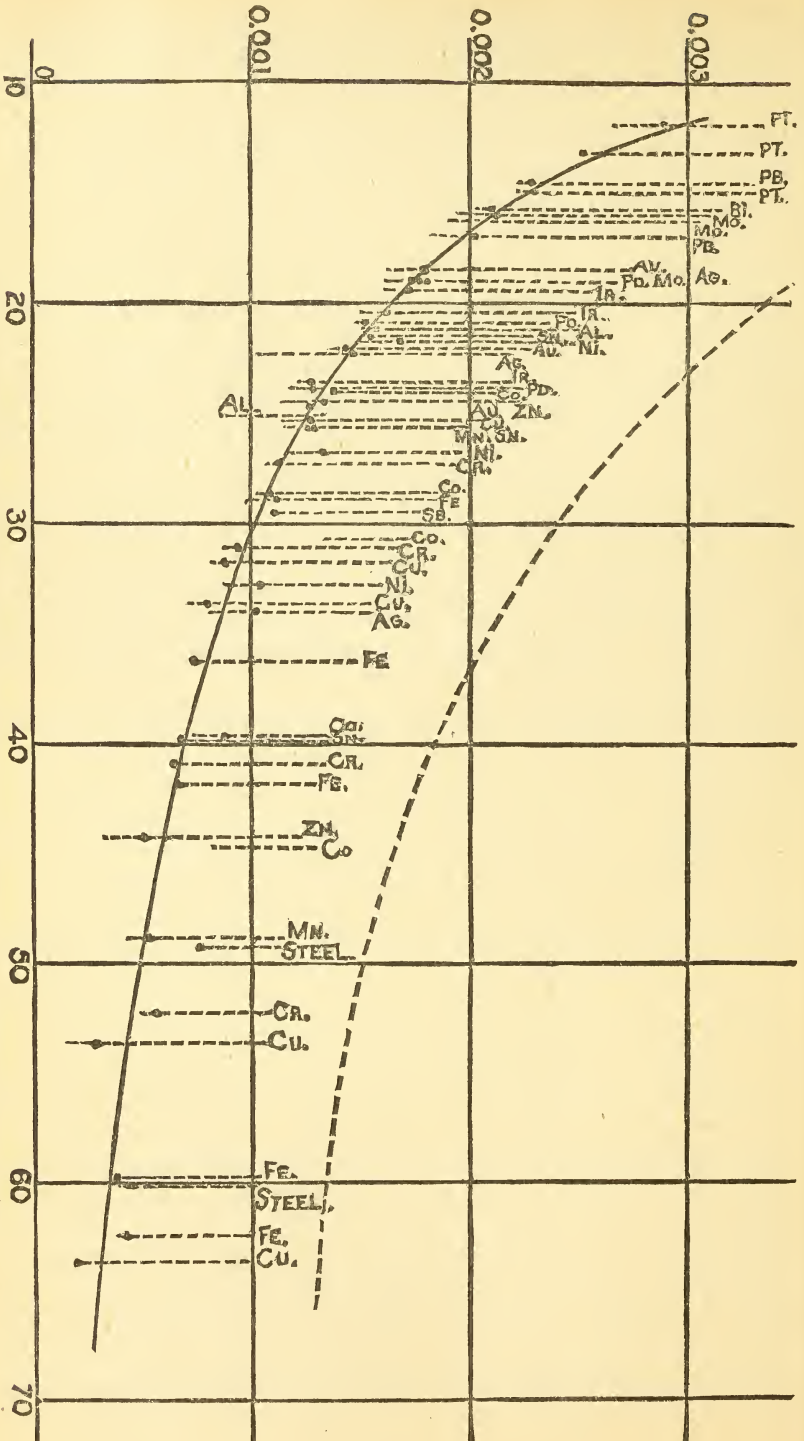 0.001
0.002
0.003
10
0
PT.
PT.
PB.
PT.
BI.
MO.
MO.
PB.
AU.
PD. MO. AG.
IR.
20
IR.
PD.
AL.
SN.
NI.
AU.
AG.
IR.
PD.
CO.
AL.
AU. ZN.
CU.
MN. SN.
NI.
CR.
CO.
FE
SB.
30
CO.
CR.
CU.
NI.
CU.
AG.
FE
SN.
40
CR.
FE.
ZN.
CO
MN.
STEEL
50
CR.
CU.
FE.
60
STEEL
FE.
CU.
70